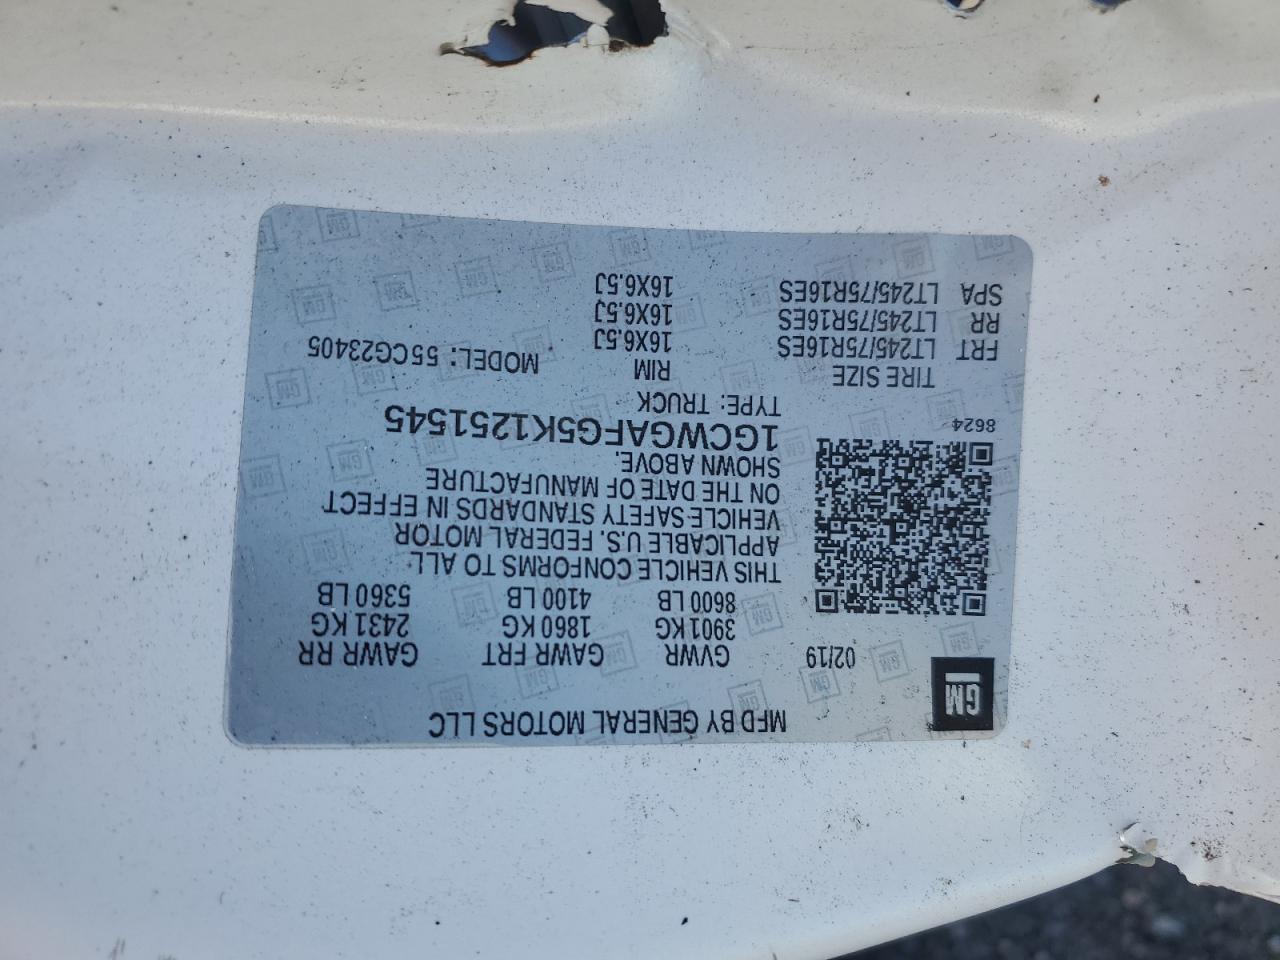 MFD BY GENERAL MOTORS LLC
GM
02/19
GVWR GAWR FRT GAWR RR
3901 KG 1860 KG 2431 KG
8600 LB 4100 LB 5360 LB
THIS VEHICLE CONFORMS TO ALL
APPLICABLE U.S. FEDERAL MOTOR
VEHICLE SAFETY STANDARDS IN EFFECT
ON THE DATE OF MANUFACTURE
SHOWN ABOVE.
1GCWGAFG5K1251545
8624
TYPE: TRUCK
TIRE SIZE RIM MODEL: 55CG23405
FRT LT245/75R16ES 16X6.5J
RR LT245/75R16ES 16X6.5J
SPA LT245/75R16ES 16X6.5J